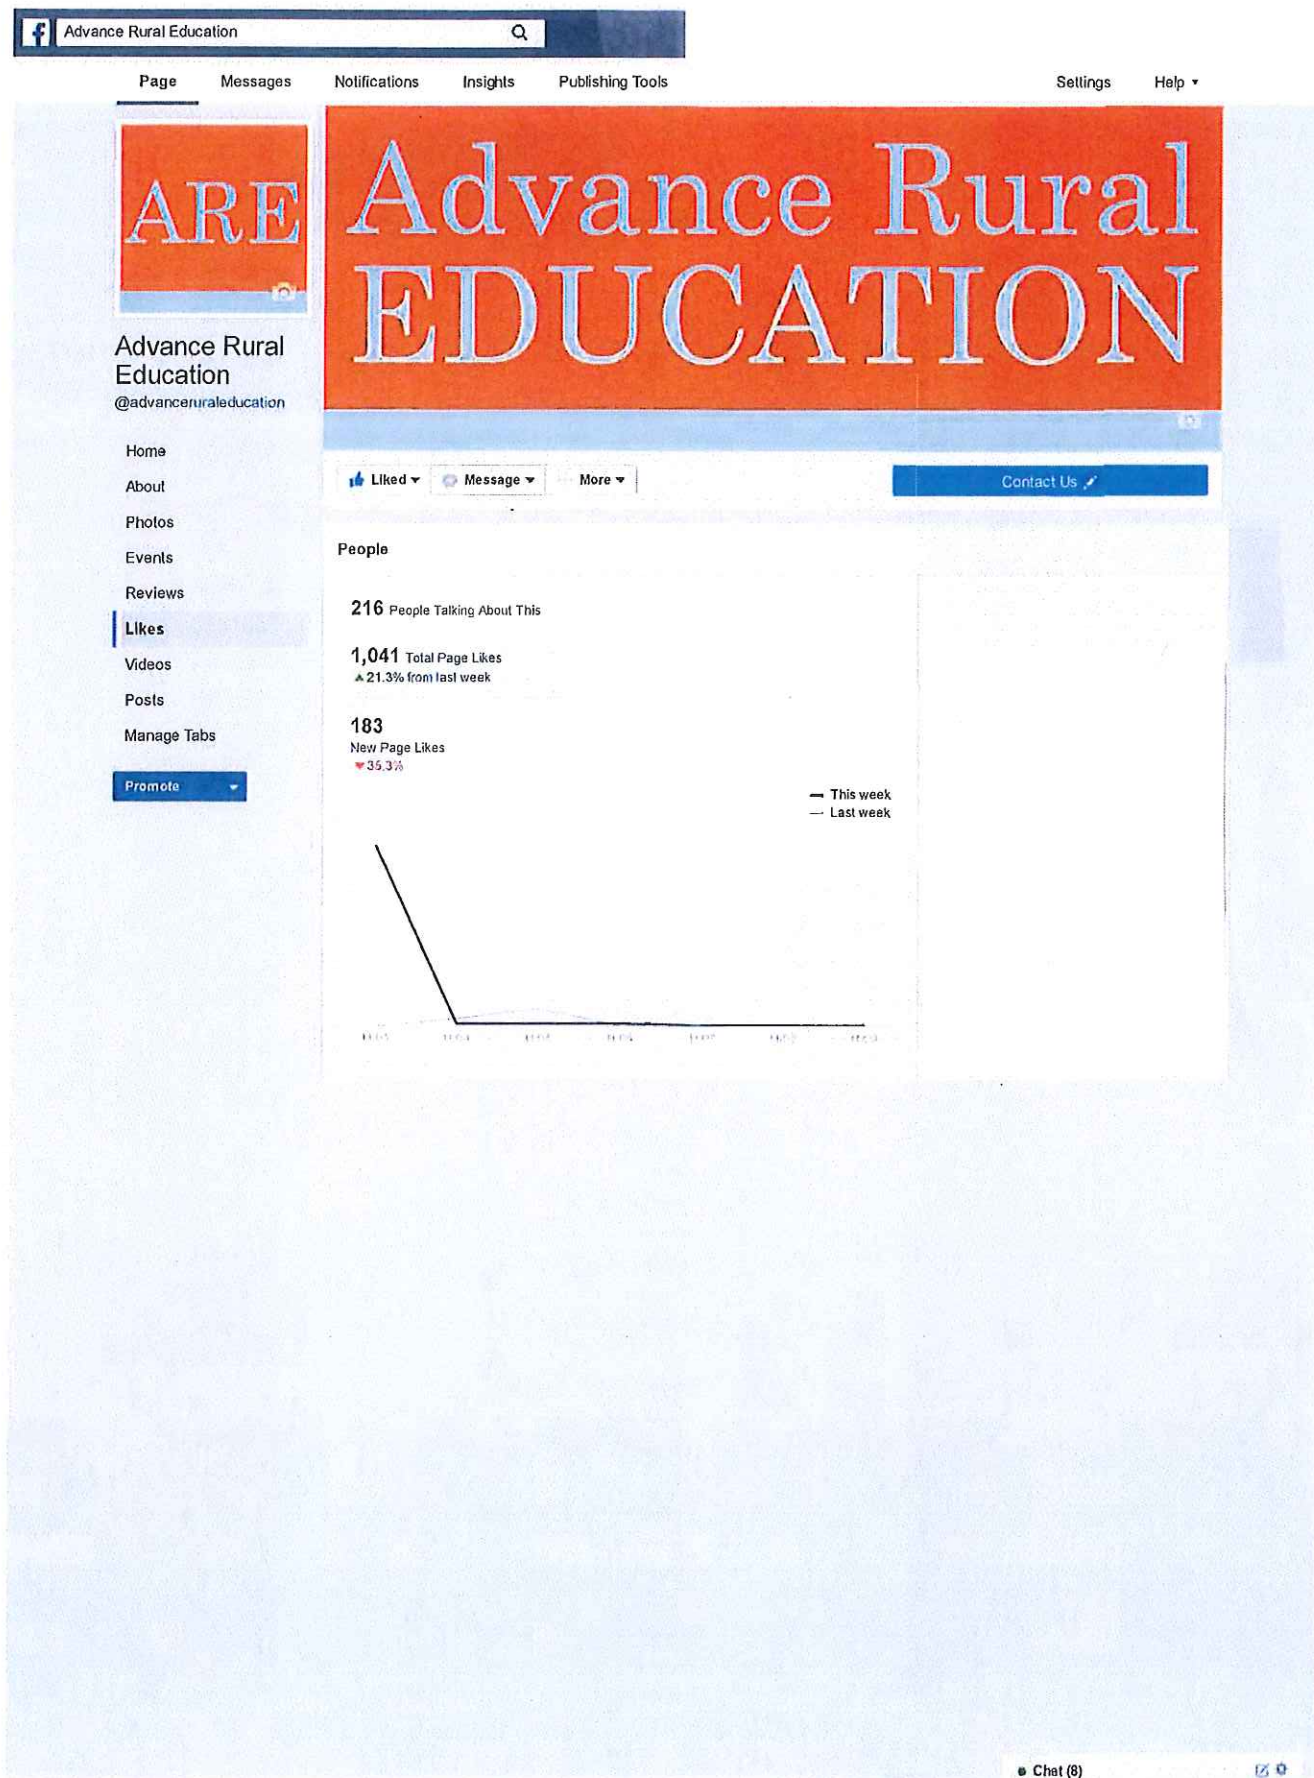 Advance Rural Education
Page Messages Notifications Insights Publishing Tools Settings Help
ARE
Advance Rural
EDUCATION
Advance Rural
Education
@advanceruraleducation
Home
About
Photos
Events
Reviews
Likes
Videos
Posts
Manage Tabs
Promote
Liked Message More Contact Us
People
216 People Talking About This
1,041 Total Page Likes
21.3% from last week
183
New Page Likes
35.3%
This week
Last week
Chat (8)